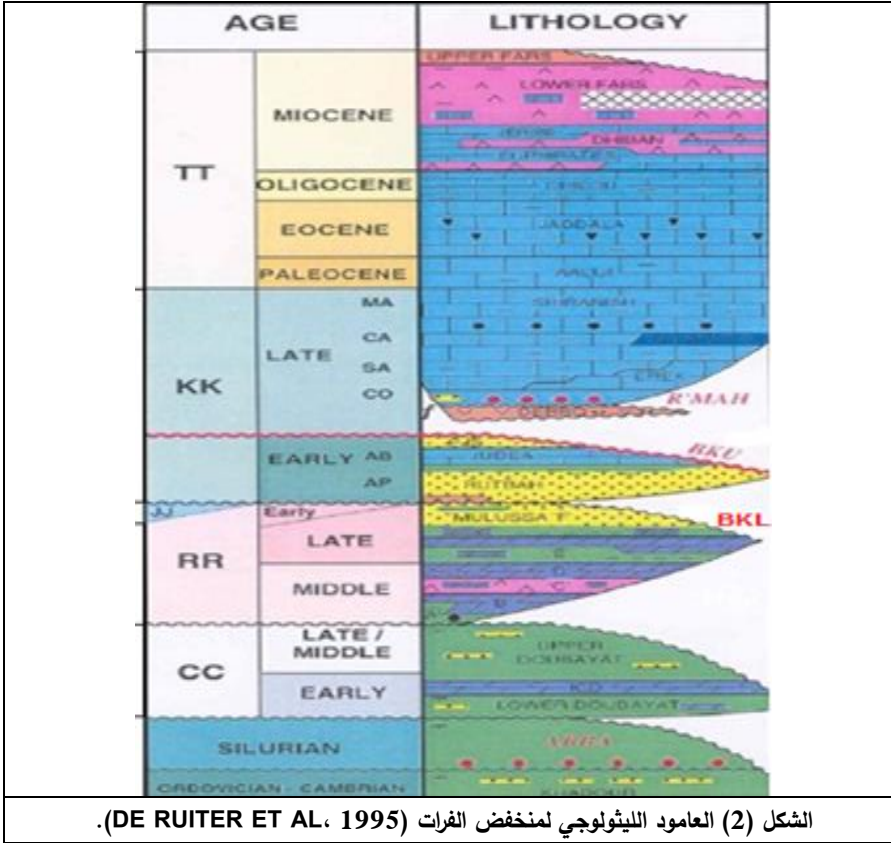 AGE
LITHOLOGY
TT
MIOCENE
OLIGOCENE
EOCENE
PALEOCENE
UPPER FARS
LOWER FARS
DHIBAN
EUPHRATES
JADDALA
KK
LATE
MA
CA
SA
CO
SHIRANISH
R'MAH
EARLY
AB
AP
JUDEA
RUTBAH
BKU
JJ
Early
RR
LATE
MIDDLE
MULUSSA F
BKL
CC
LATE /
MIDDLE
EARLY
UPPER
DOUBAYAT
LOWER DOUBAYAT
SILURIAN
ABBA
ORDOVICIAN - CAMBRIAN
KHABOUR
الشكل (2) العامود الليثولوجي لمنخفض الفرات (DE RUITER ET AL، 1995).